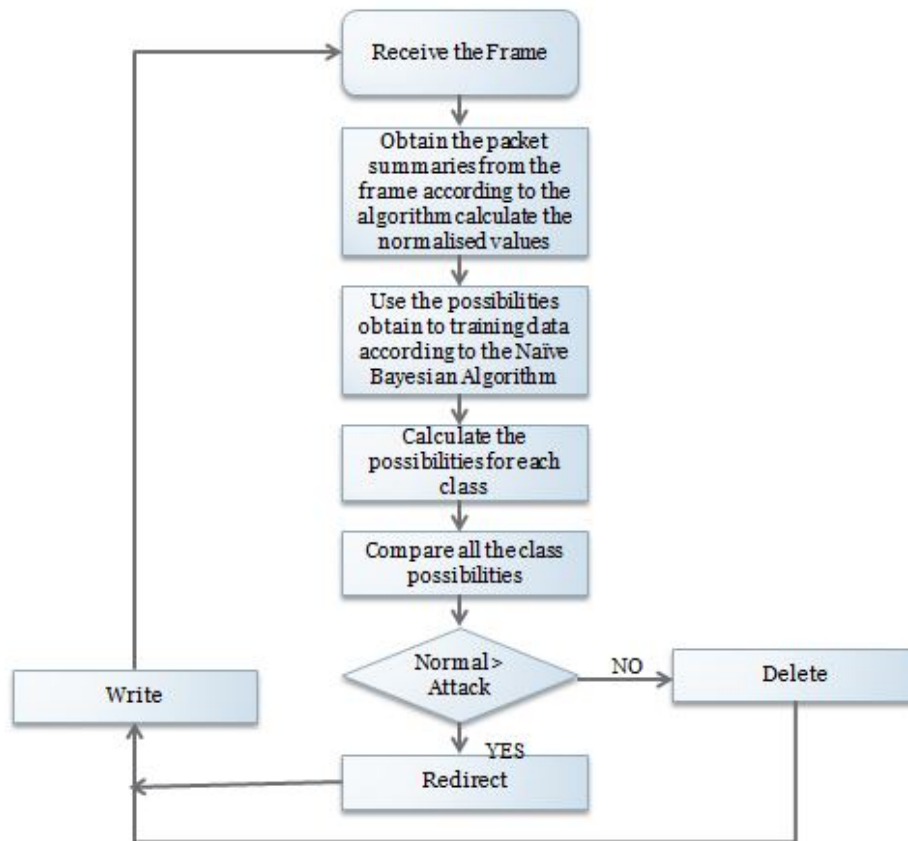 Receive the Frame
Obtain the packet
summaries from the
frame according to the
algorithm calculate the
normalised values
Use the possibilities
obtain to training data
according to the Naïve
Bayesian Algorithm
Calculate the
possibilities for each
class
Compare all the class
possibilities
Normal >
Attack
NO
Delete
Write
YES
Redirect